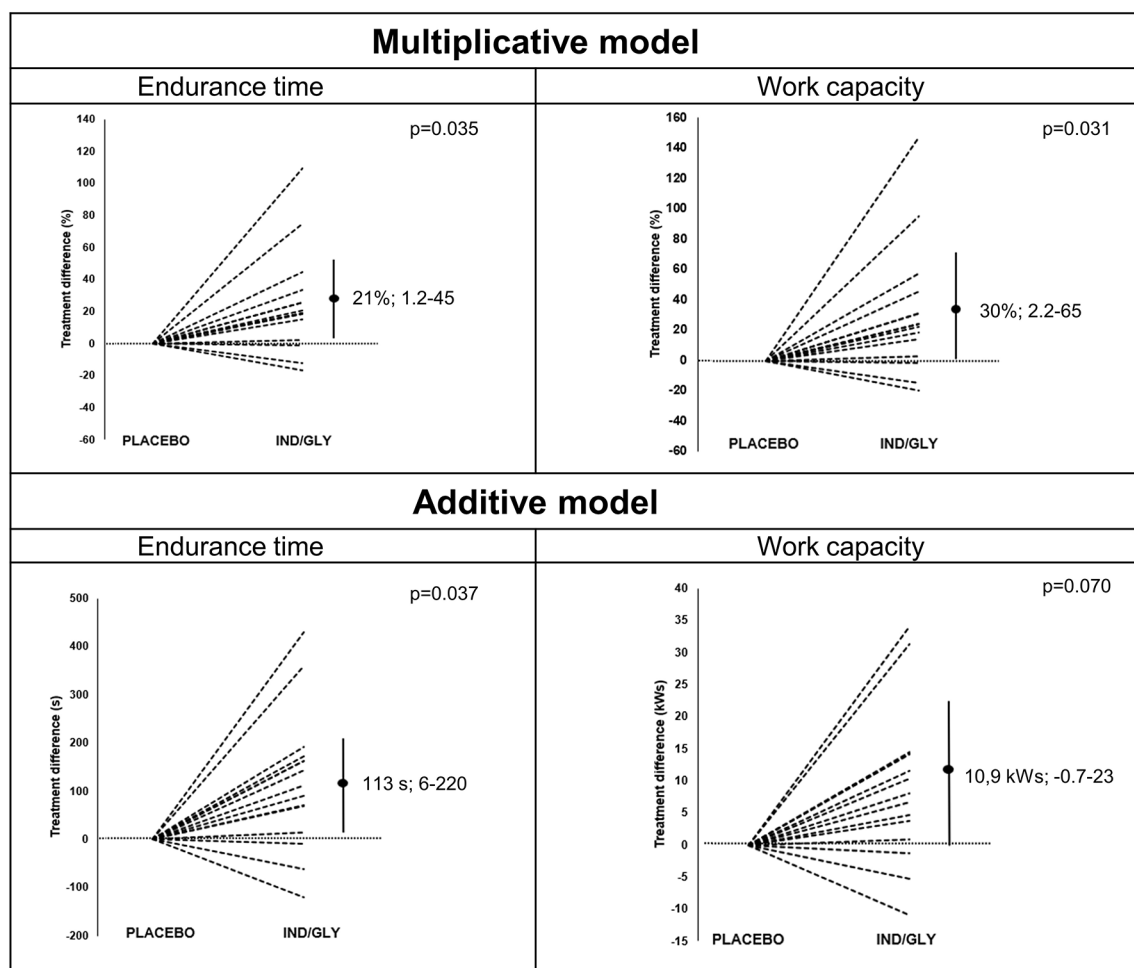 Multiplicative model
Endurance time
Work capacity
p=0.035
Treatment difference (%)
140
120
100
80
60
40
20
0
-20
-40
-60
21%; 1.2-45
PLACEBO
IND/GLY
p=0.031
Treatment difference (%)
160
140
120
100
80
60
40
20
0
-20
-40
-60
30%; 2.2-65
PLACEBO
IND/GLY
Additive model
Endurance time
Work capacity
p=0.037
Treatment difference (s)
500
400
300
200
100
0
-100
-200
113 s; 6-220
PLACEBO
IND/GLY
p=0.070
Treatment difference (kWs)
40
35
30
25
20
15
10
5
0
-5
-10
-15
10,9 kWs; -0.7-23
PLACEBO
IND/GLY